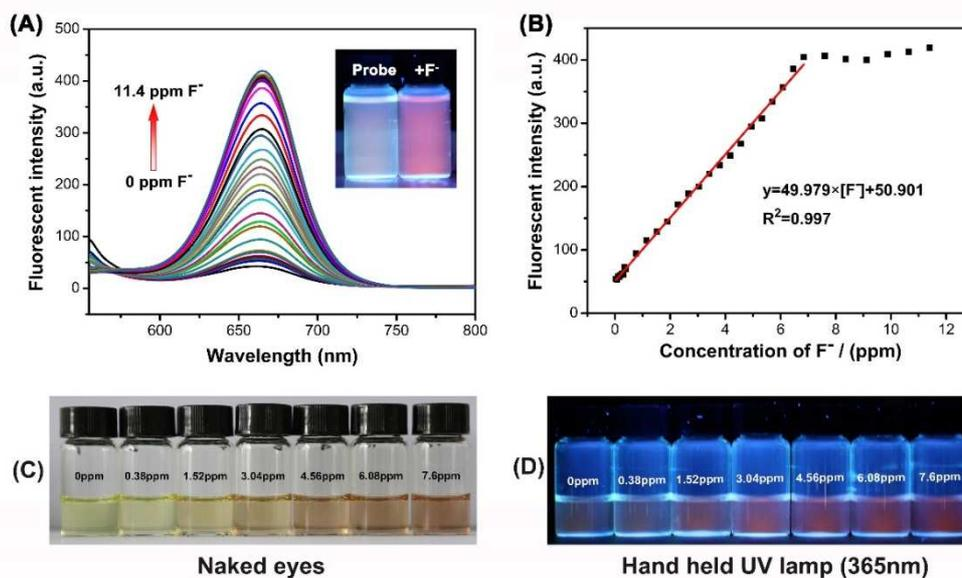 (A)
500
400
300
200
100
0
Fluorescent intensity (a.u.)
11.4 ppm F⁻
0 ppm F⁻
Probe +F⁻
600 650 700 750 800
Wavelength (nm)
(B)
400
300
200
100
0
Fluorescent intensity (a.u.)
y=49.979×[F⁻]+50.901
R²=0.997
0 2 4 6 8 10 12
Concentration of F⁻ / (ppm)
(C)
0ppm 0.38ppm 1.52ppm 3.04ppm 4.56ppm 6.08ppm 7.6ppm
Naked eyes
(D)
0ppm 0.38ppm 1.52ppm 3.04ppm 4.56ppm 6.08ppm 7.6ppm
Hand held UV lamp (365nm)